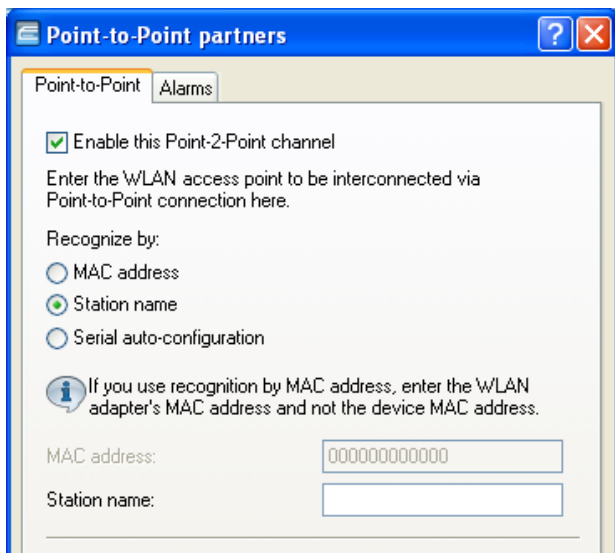 Point-to-Point partners
Point-to-Point Alarms
Enable this Point-2-Point channel
Enter the WLAN access point to be interconnected via
Point-to-Point connection here.
Recognize by:
MAC address
Station name
Serial auto-configuration
If you use recognition by MAC address, enter the WLAN
adapter's MAC address and not the device MAC address.
MAC address: 000000000000
Station name: